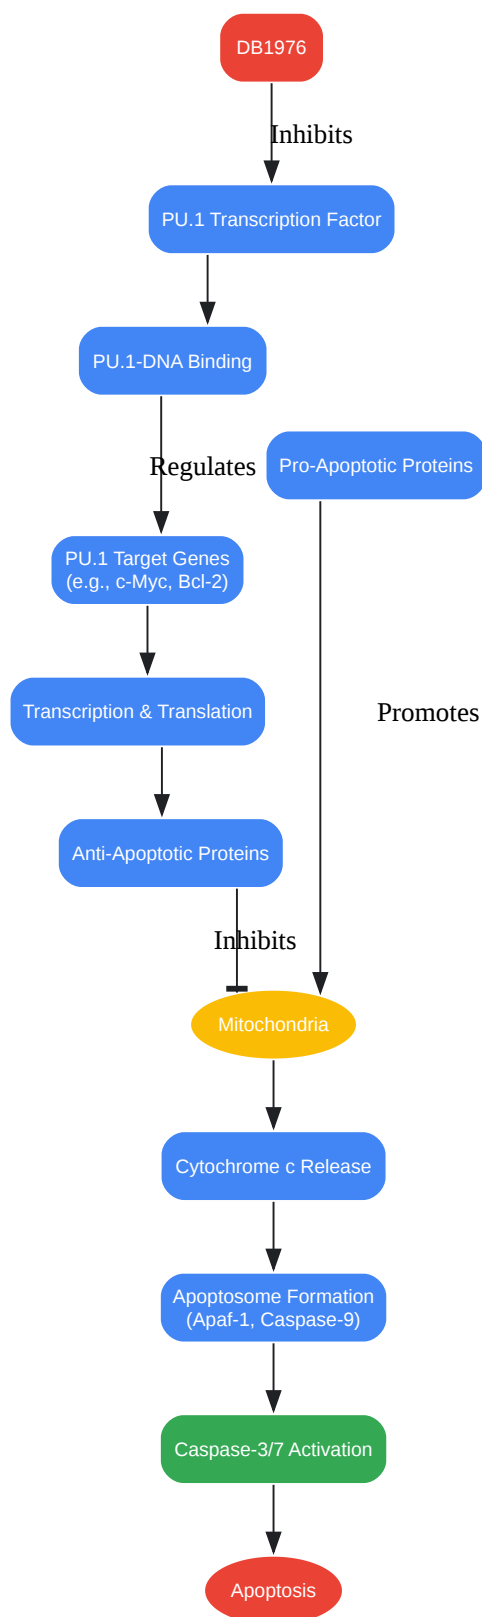 DB1976
Inhibits
PU.1 Transcription Factor
PU.1-DNA Binding
Regulates
Pro-Apoptotic Proteins
PU.1 Target Genes
(e.g., c-Myc, Bcl-2)
Transcription & Translation
Promotes
Anti-Apoptotic Proteins
Inhibits
Mitochondria
Cytochrome c Release
Apoptosome Formation
(Apaf-1, Caspase-9)
Caspase-3/7 Activation
Apoptosis